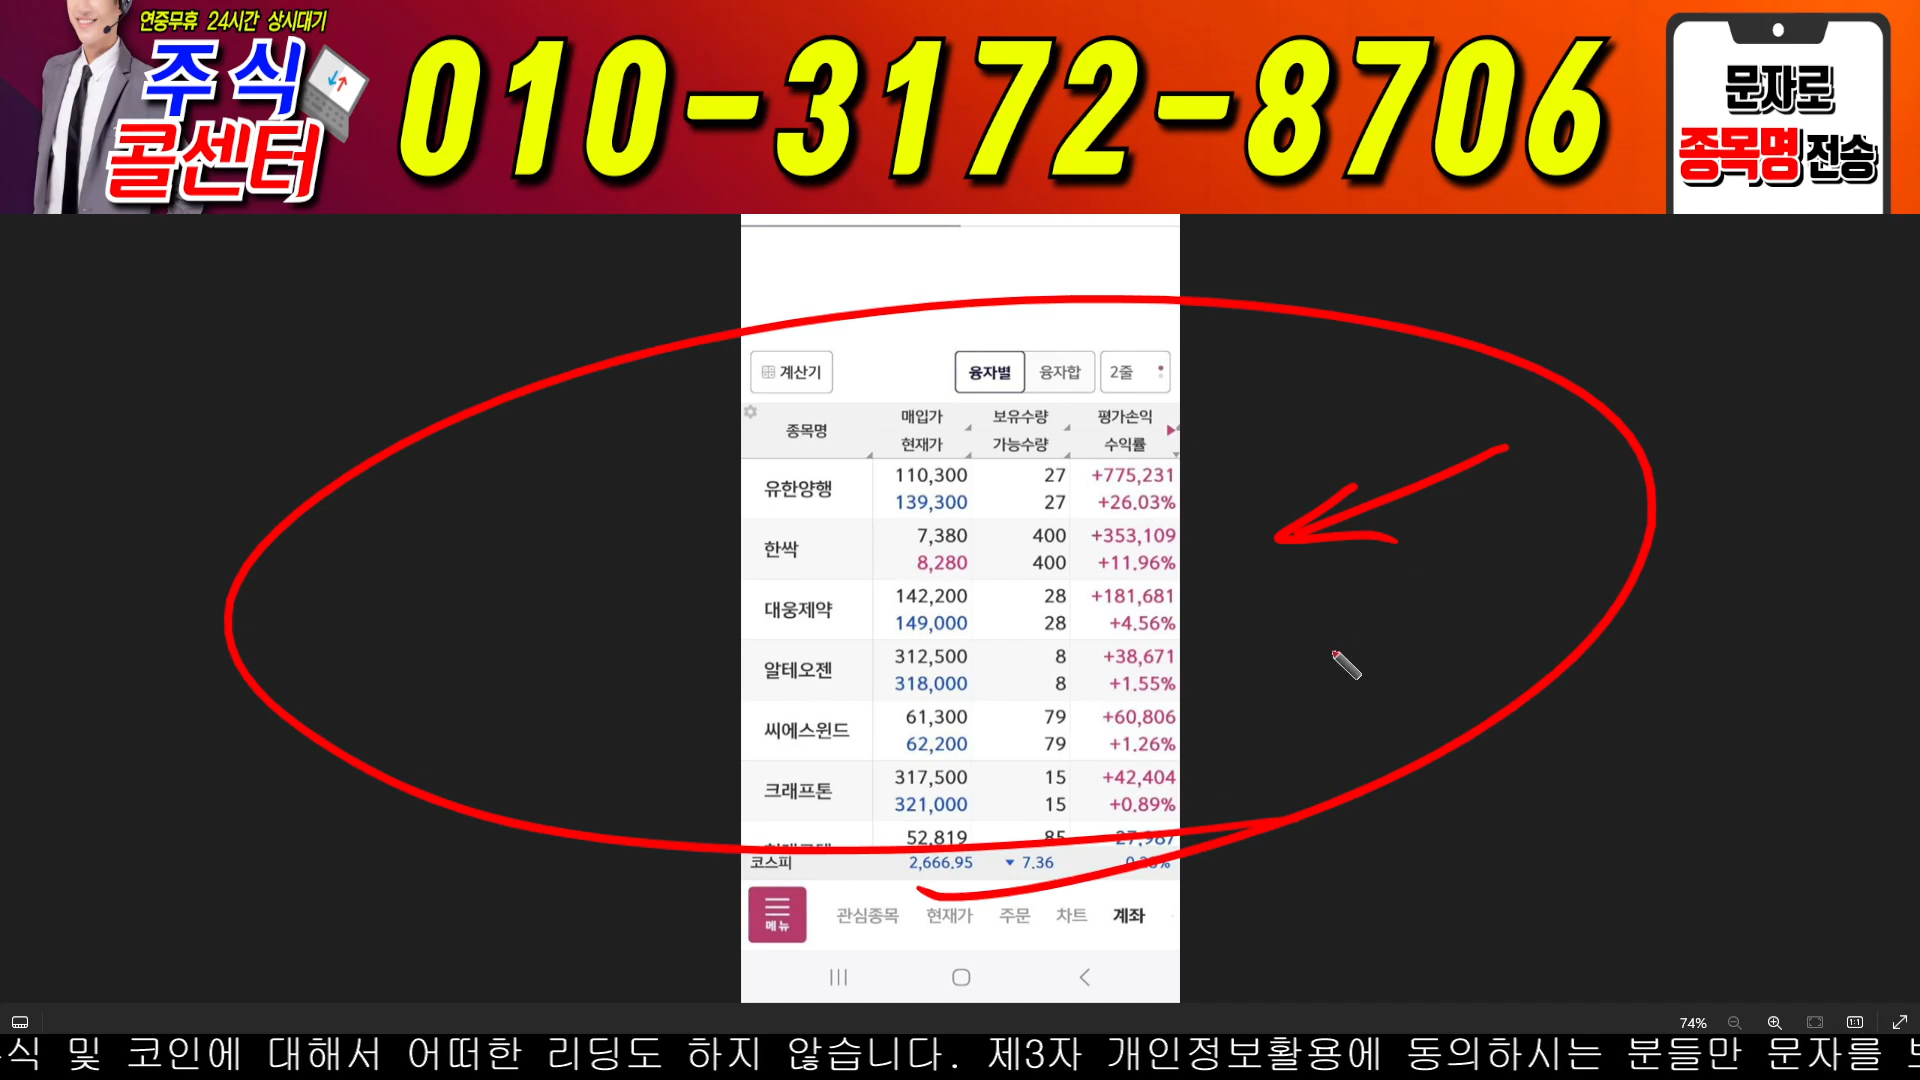 연중무휴 24시간 상시대기
주식
콜센터
010-3172-8706
문자로
종목명 전송
계산기 융자별 융자합 2줄
종목명 매입가 보유수량 평가손익
현재가 가능수량 수익률
유한양행 110,300 27 +775,231
139,300 27 +26.03%
한싹 7,380 400 +353,109
8,280 400 +11.96%
대웅제약 142,200 28 +181,681
149,000 28 +4.56%
알테오젠 312,500 8 +38,671
318,000 8 +1.55%
씨에스윈드 61,300 79 +60,806
62,200 79 +1.26%
크래프톤 317,500 15 +42,404
321,000 15 +0.89%
52,819 85
코스피 2,666.95 ▼ 7.36
메뉴 관심종목 현재가 주문 차트 계좌
74%
식 및 코인에 대해서 어떠한 리딩도 하지 않습니다. 제3자 개인정보활용에 동의하시는 분들만 문자를